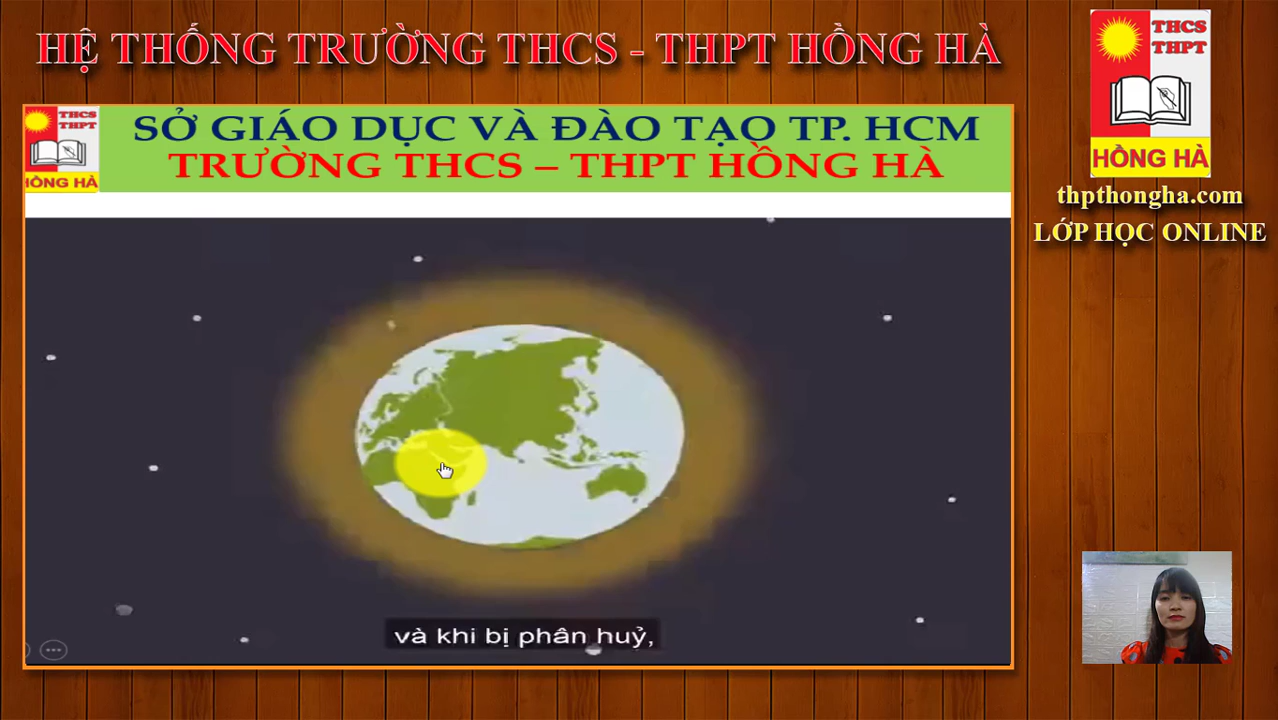 HỆ THỐNG TRƯỜNG THCS - THPT HỒNG HÀ
THCS
THPT
HỒNG HÀ
thpthongha.com
LỚP HỌC ONLINE
THCS
THPT
HỒNG HÀ
SỞ GIÁO DỤC VÀ ĐÀO TẠO TP. HCM
TRƯỜNG THCS – THPT HỒNG HÀ
và khi bị phân huỷ,